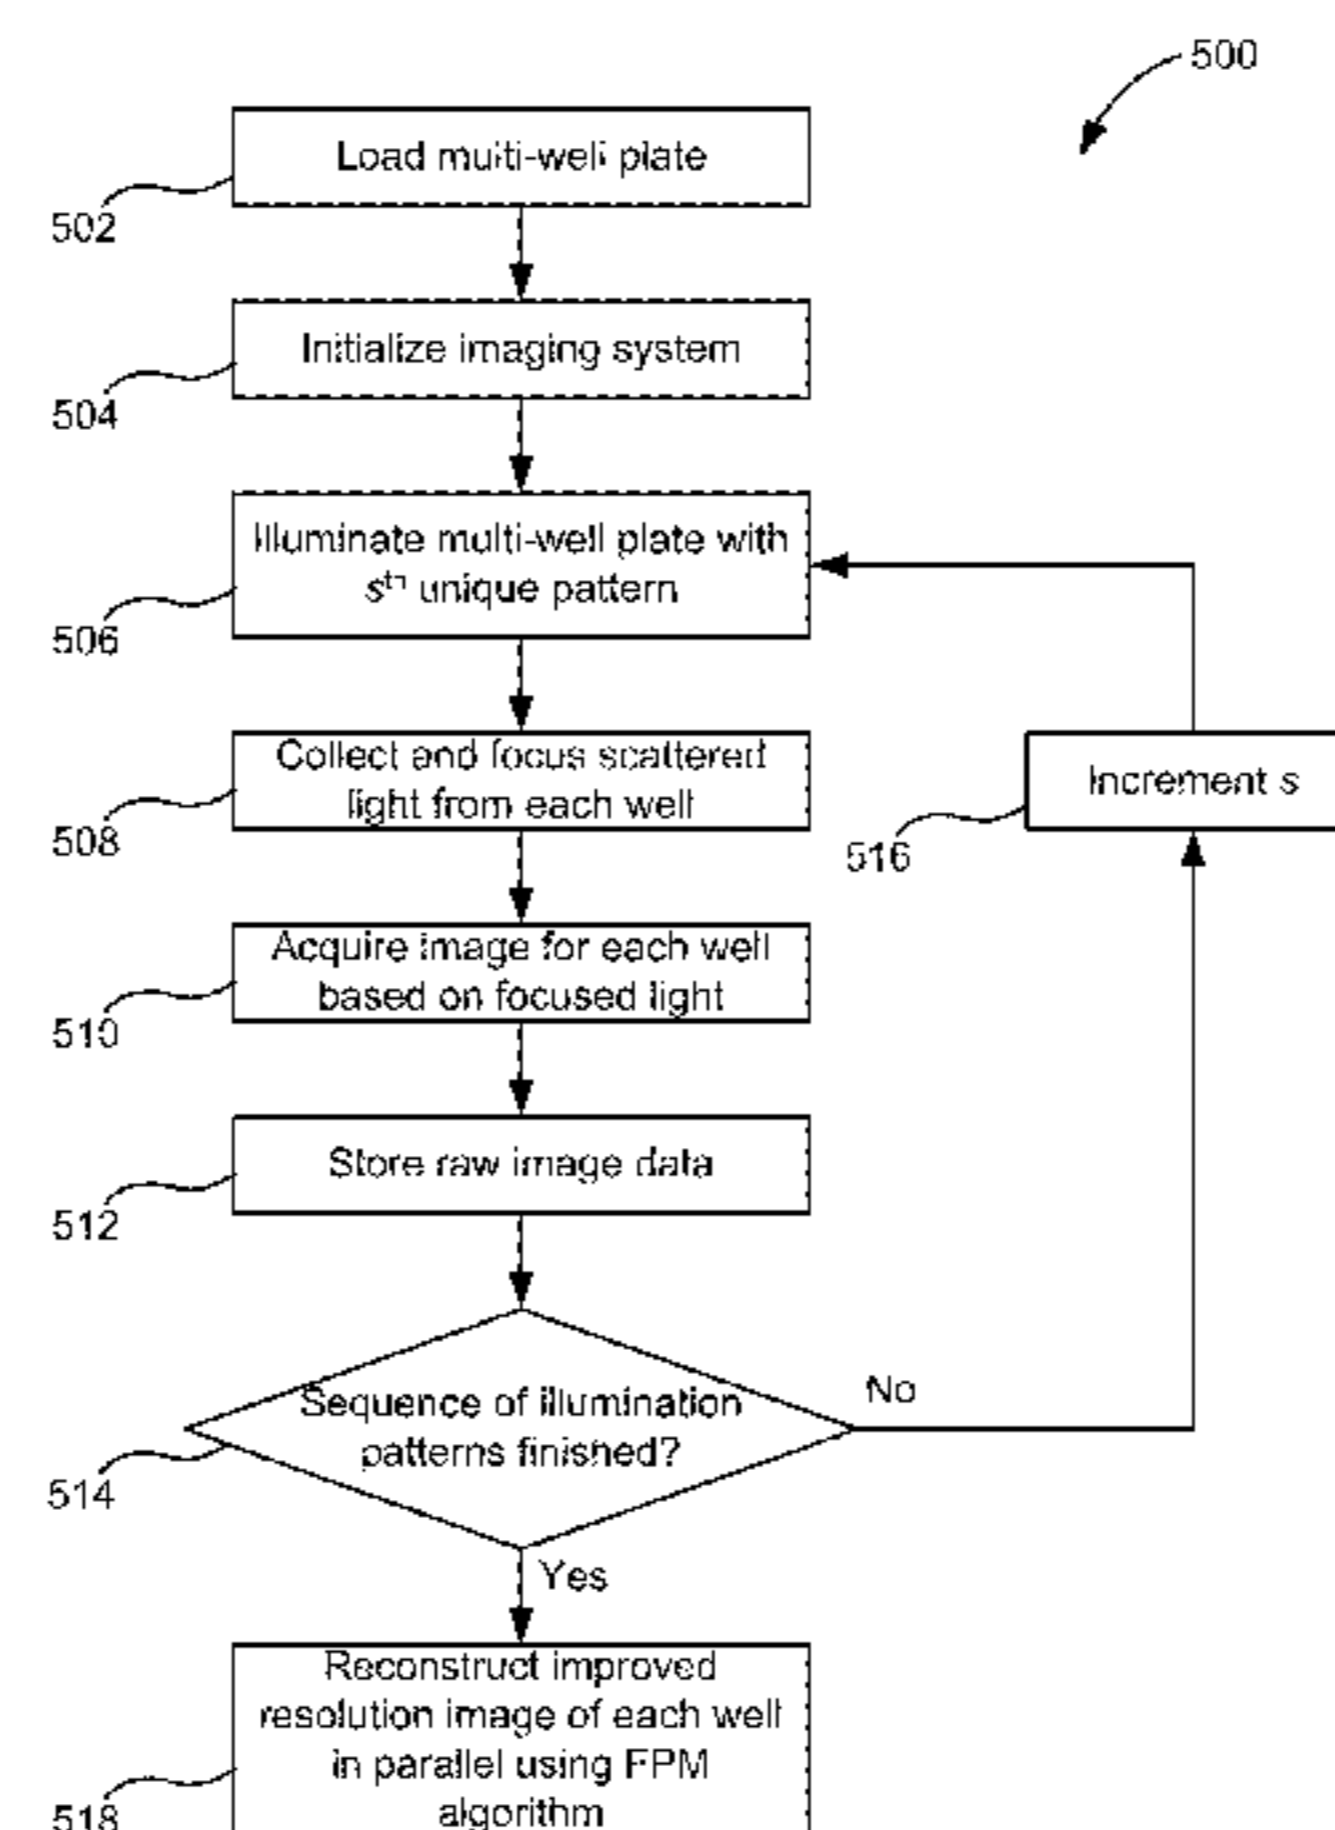 500
Load multi-well plate
502
Initialize imaging system
504
Illuminate multi-well plate with
sth unique pattern
506
Collect and focus scattered
light from each well
508
Increment s
516
Acquire image for each well
based on focused light
510
Store raw image data
512
Sequence of illumination
patterns finished?
No
514
Yes
Reconstruct improved
resolution image of each well
in parallel using FPM
algorithm
518